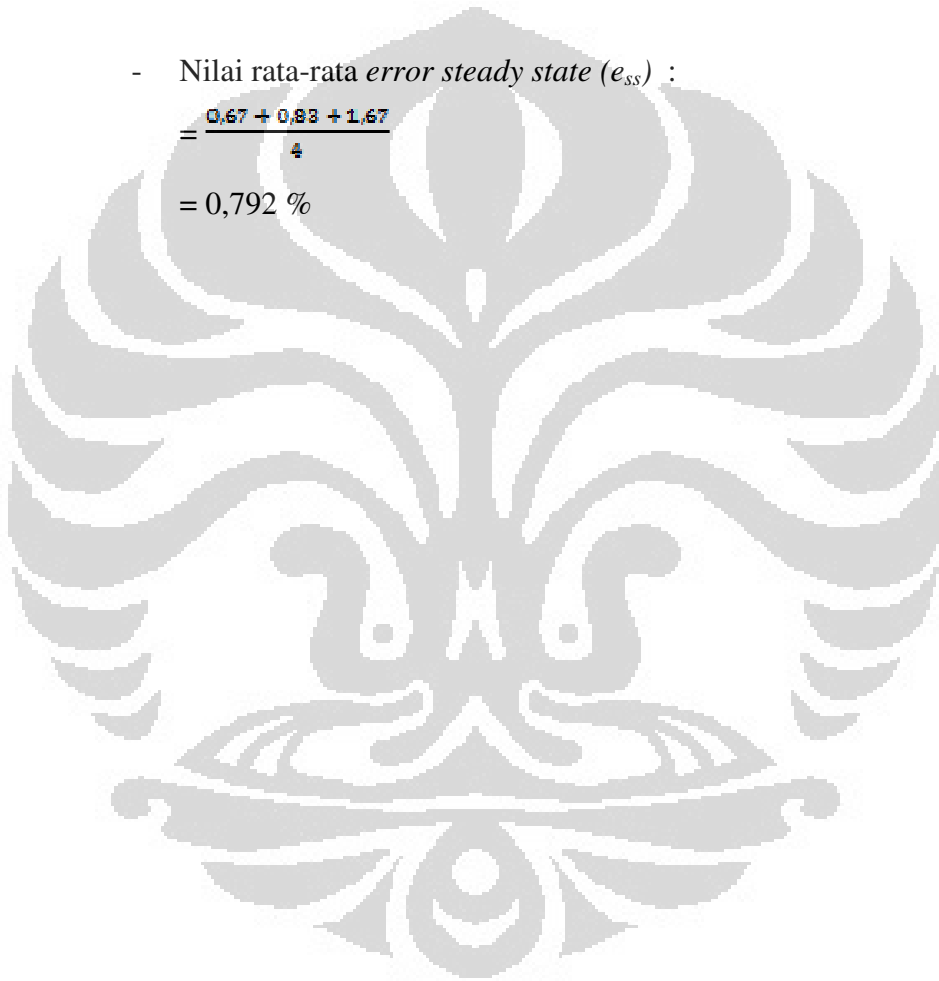 - Nilai rata-rata error steady state (ess) :
= 0,67 + 0,83 + 1,67
4
= 0,792 %